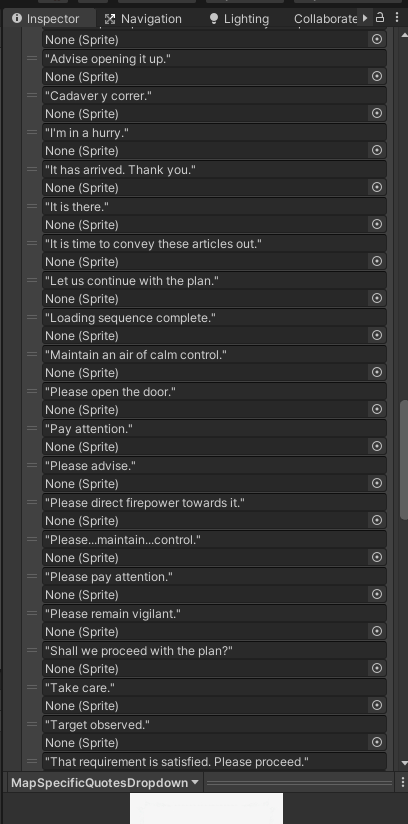 Inspector Navigation Lighting Collaborate
None (Sprite)
"Advise opening it up."
None (Sprite)
"Cadaver y correr."
None (Sprite)
"I'm in a hurry."
None (Sprite)
"It has arrived. Thank you."
None (Sprite)
"It is there."
None (Sprite)
"It is time to convey these articles out."
None (Sprite)
"Let us continue with the plan."
None (Sprite)
"Loading sequence complete."
None (Sprite)
"Maintain an air of calm control."
None (Sprite)
"Please open the door."
None (Sprite)
"Pay attention."
None (Sprite)
"Please advise."
None (Sprite)
"Please direct firepower towards it."
None (Sprite)
"Please...maintain...control."
None (Sprite)
"Please pay attention."
None (Sprite)
"Please remain vigilant."
None (Sprite)
"Shall we proceed with the plan?"
None (Sprite)
"Take care."
None (Sprite)
"Target observed."
None (Sprite)
"That requirement is satisfied. Please proceed."
MapSpecificQuotesDropdown